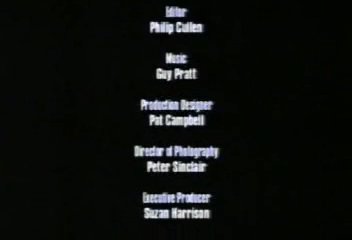 Editor
Philip Cullen
Music
Guy Pratt
Production Designer
Pat Campbell
Director of Photography
Peter Sinclair
Executive Producer
Suzan Harrison